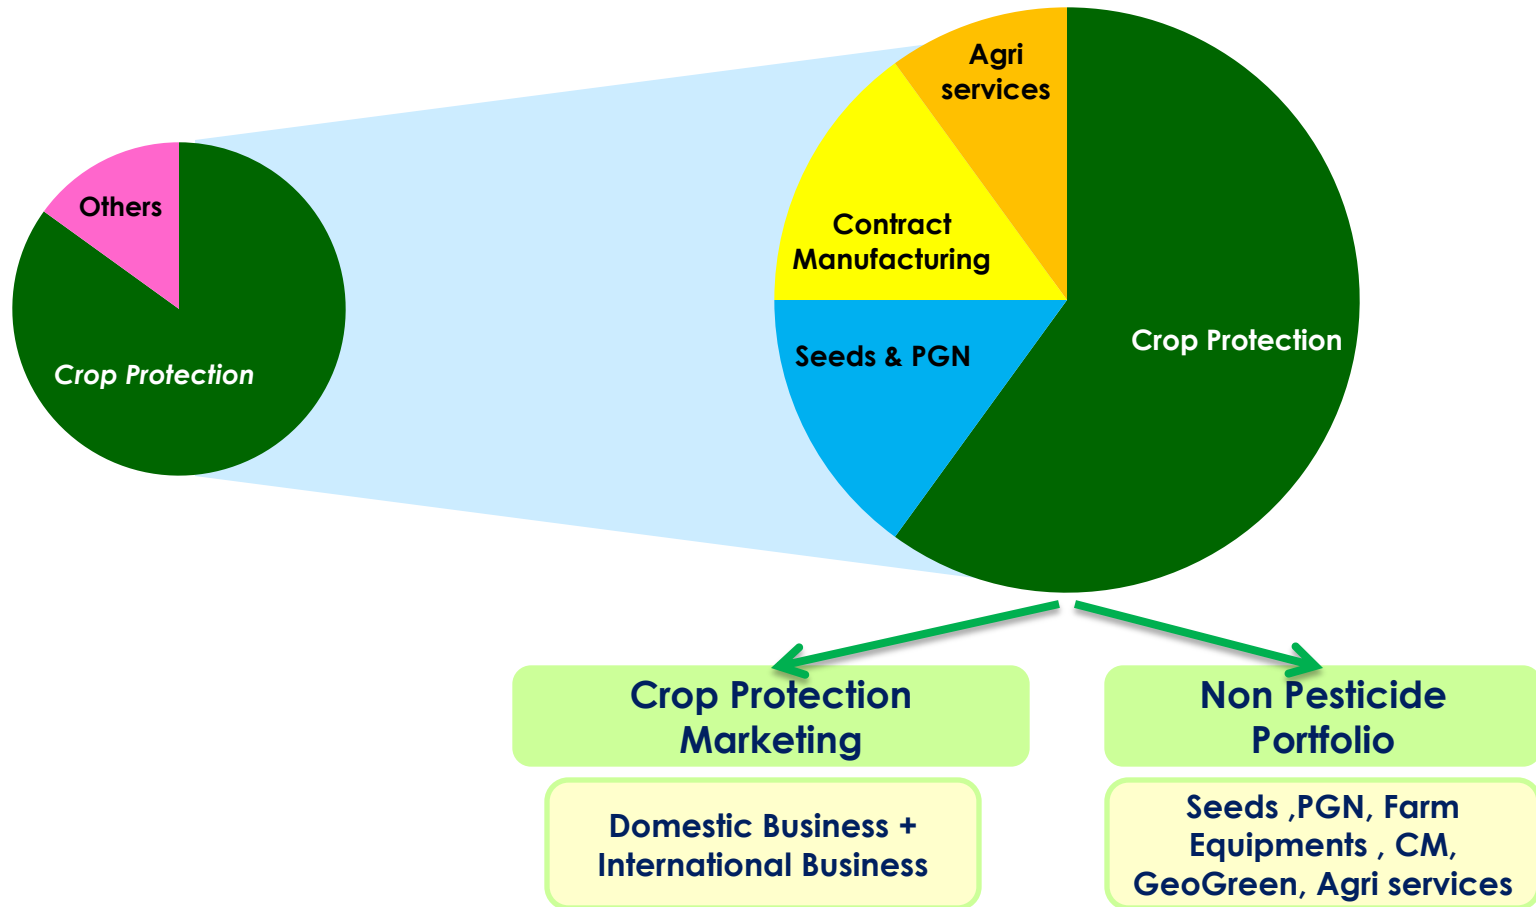 Others
Crop Protection
Agri
services
Contract
Manufacturing
Seeds & PGN
Crop Protection
Crop Protection
Marketing
Domestic Business +
International Business
Non Pesticide
Portfolio
Seeds ,PGN, Farm
Equipments , CM,
GeoGreen, Agri services